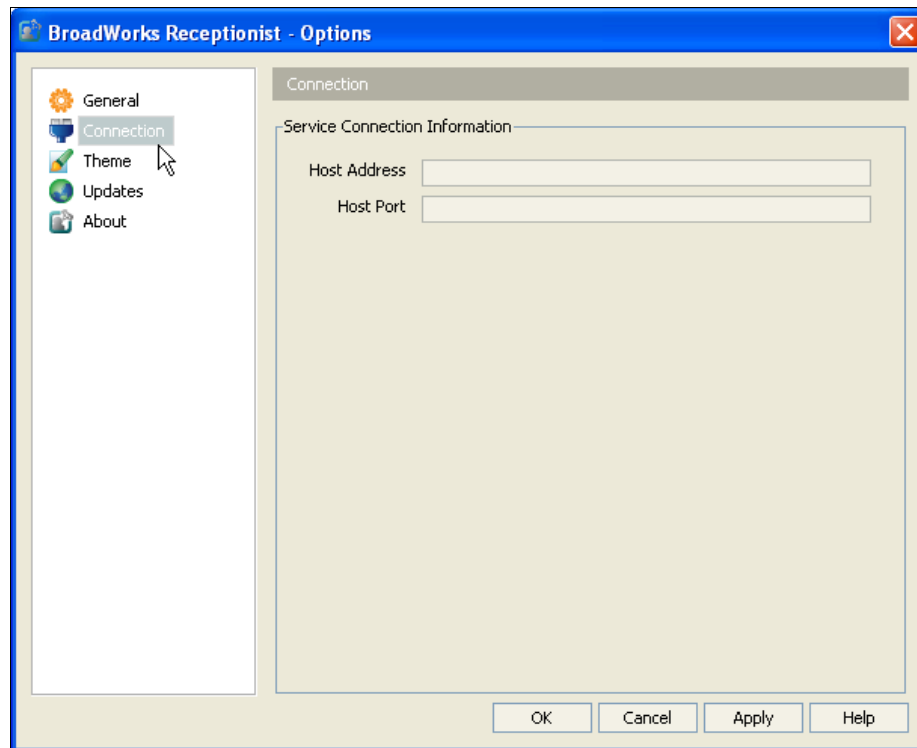 BroadWorks Receptionist - Options
General
Connection
Theme
Updates
About
Connection
Service Connection Information
Host Address
Host Port
OK Cancel Apply Help